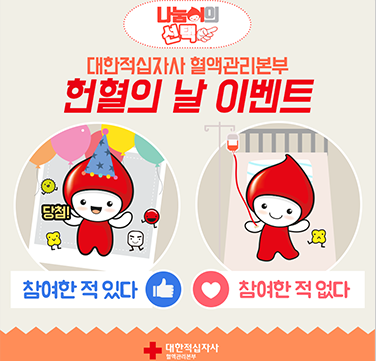 나눔이의
선택
대한적십자사 혈액관리본부
헌혈의 날 이벤트
당첨!
참여한 적 있다
참여한 적 없다
대한적십자사
혈액관리본부